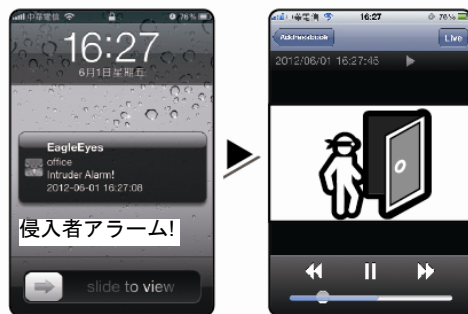 中華電信
76%
16:27
6月1日星期五
EagleEyes
office
Intruder Alarm!
2012-06-01 16:27:08
侵入者アラーム!
slide to view
16:27
76%
Addressbook
Live
2012/06/01 16:27:45